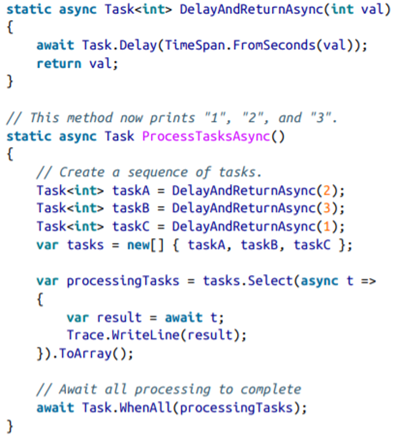 static async Task<int> DelayAndReturnAsync(int val)
{
    await Task.Delay(TimeSpan.FromSeconds(val));
    return val;
}

// This method now prints "1", "2", and "3".
static async Task ProcessTasksAsync()
{
    // Create a sequence of tasks.
    Task<int> taskA = DelayAndReturnAsync(2);
    Task<int> taskB = DelayAndReturnAsync(3);
    Task<int> taskC = DelayAndReturnAsync(1);
    var tasks = new[] { taskA, taskB, taskC };

    var processingTasks = tasks.Select(async t =>
    {
        var result = await t;
        Trace.WriteLine(result);
    }).ToArray();

    // Await all processing to complete
    await Task.WhenAll(processingTasks);
}